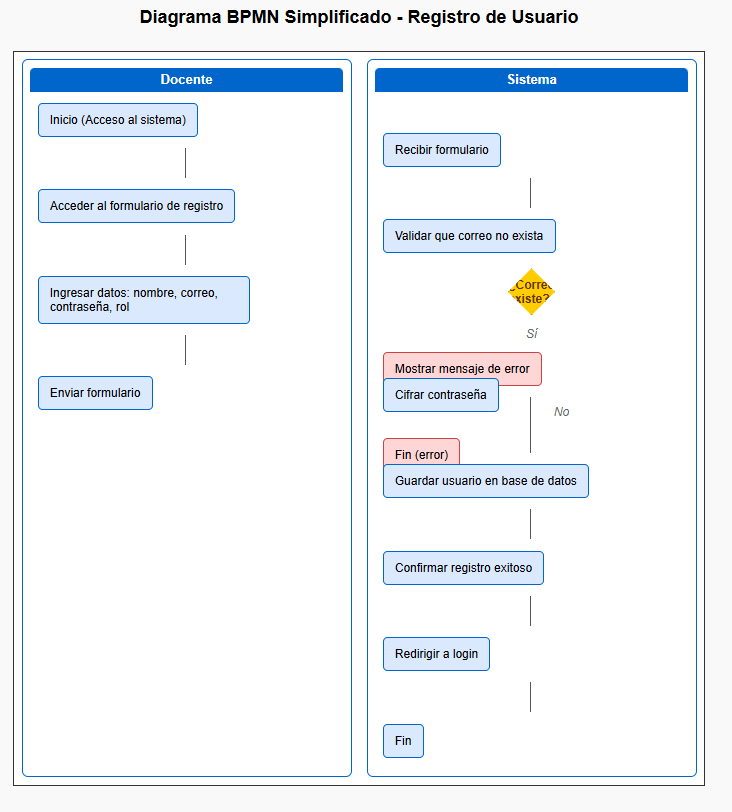 Diagrama BPMN Simplificado - Registro de Usuario
Docente
Inicio (Acceso al sistema)
Acceder al formulario de registro
Ingresar datos: nombre, correo,
contraseña, rol
Enviar formulario
Sistema
Recibir formulario
Validar que correo no exista
¿Correo
existe?
Sí
Mostrar mensaje de error
Cifrar contraseña
No
Fin (error)
Guardar usuario en base de datos
Confirmar registro exitoso
Redirigir a login
Fin